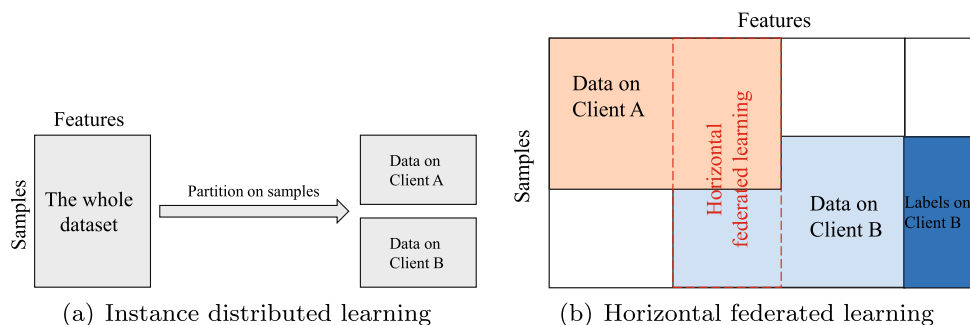 Features
Samples
The whole
dataset
Partition on samples
Data on
Client A
Data on
Client B
(a) Instance distributed learning
Features
Samples
Data on
Client A
Horizontal
federated learning
Data on
Client B
Labels on
Client B
(b) Horizontal federated learning